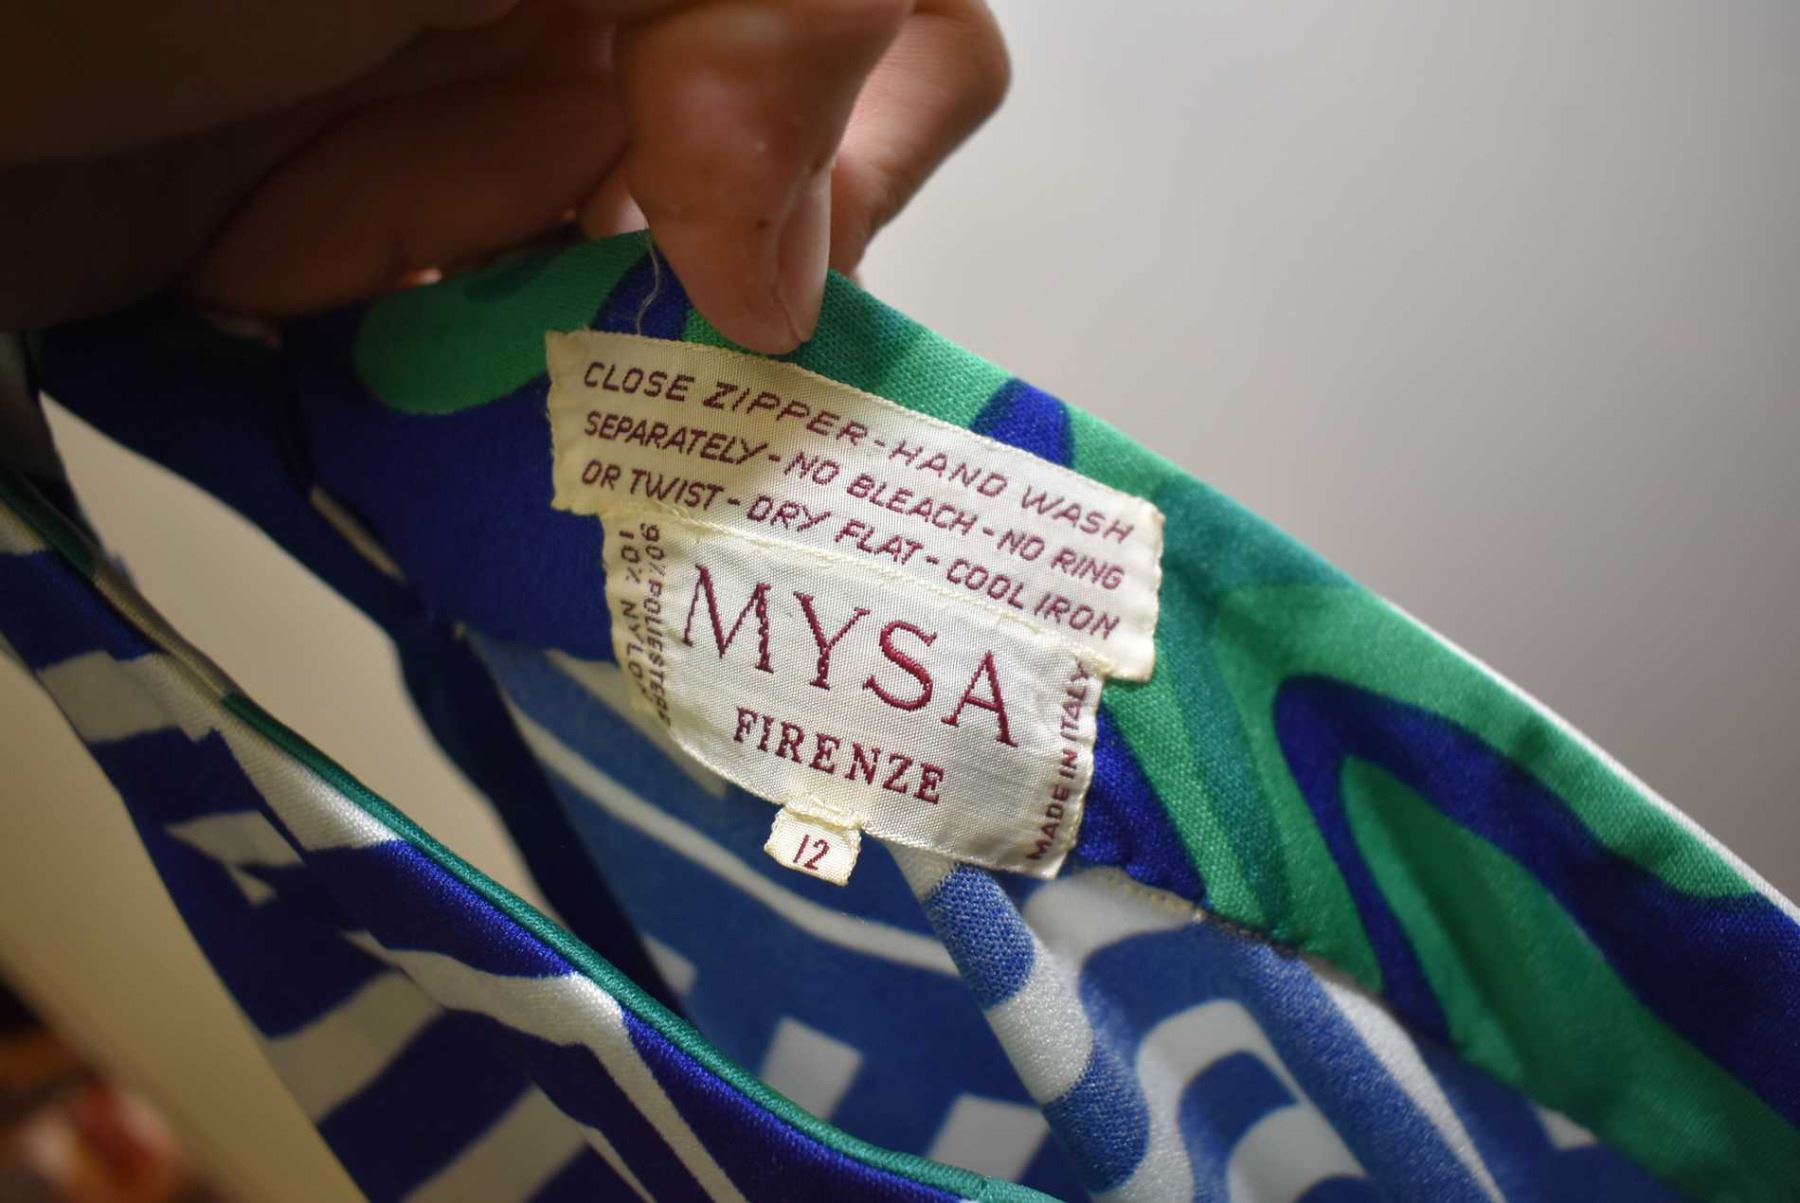 CLOSE ZIPPER-HAND WASH
SEPARATELY-NO BLEACH-NO RING
OR TWIST-DRY FLAT-COOL IRON
90% POLIESTERE
10% NYLON
MYSA
FIRENZE
MADE IN ITALY
12